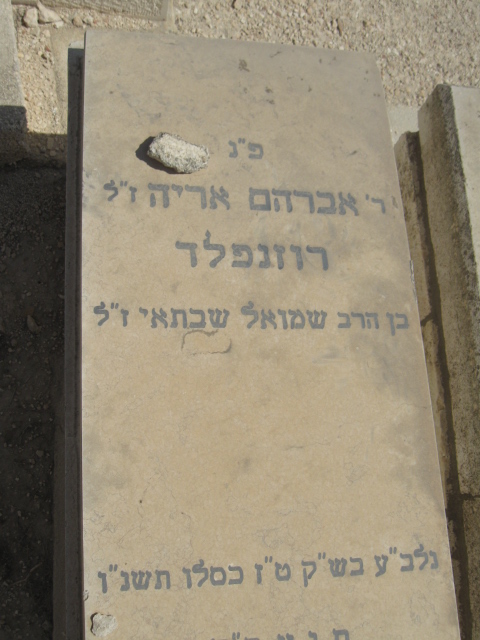 פ"נ
ר' אברהם אריה ז"ל
רוזנפלד
בן הרב שמואל שבתאי ז"ל
נלב"ע בש"ק ט"ז כסלו תשנ"ו